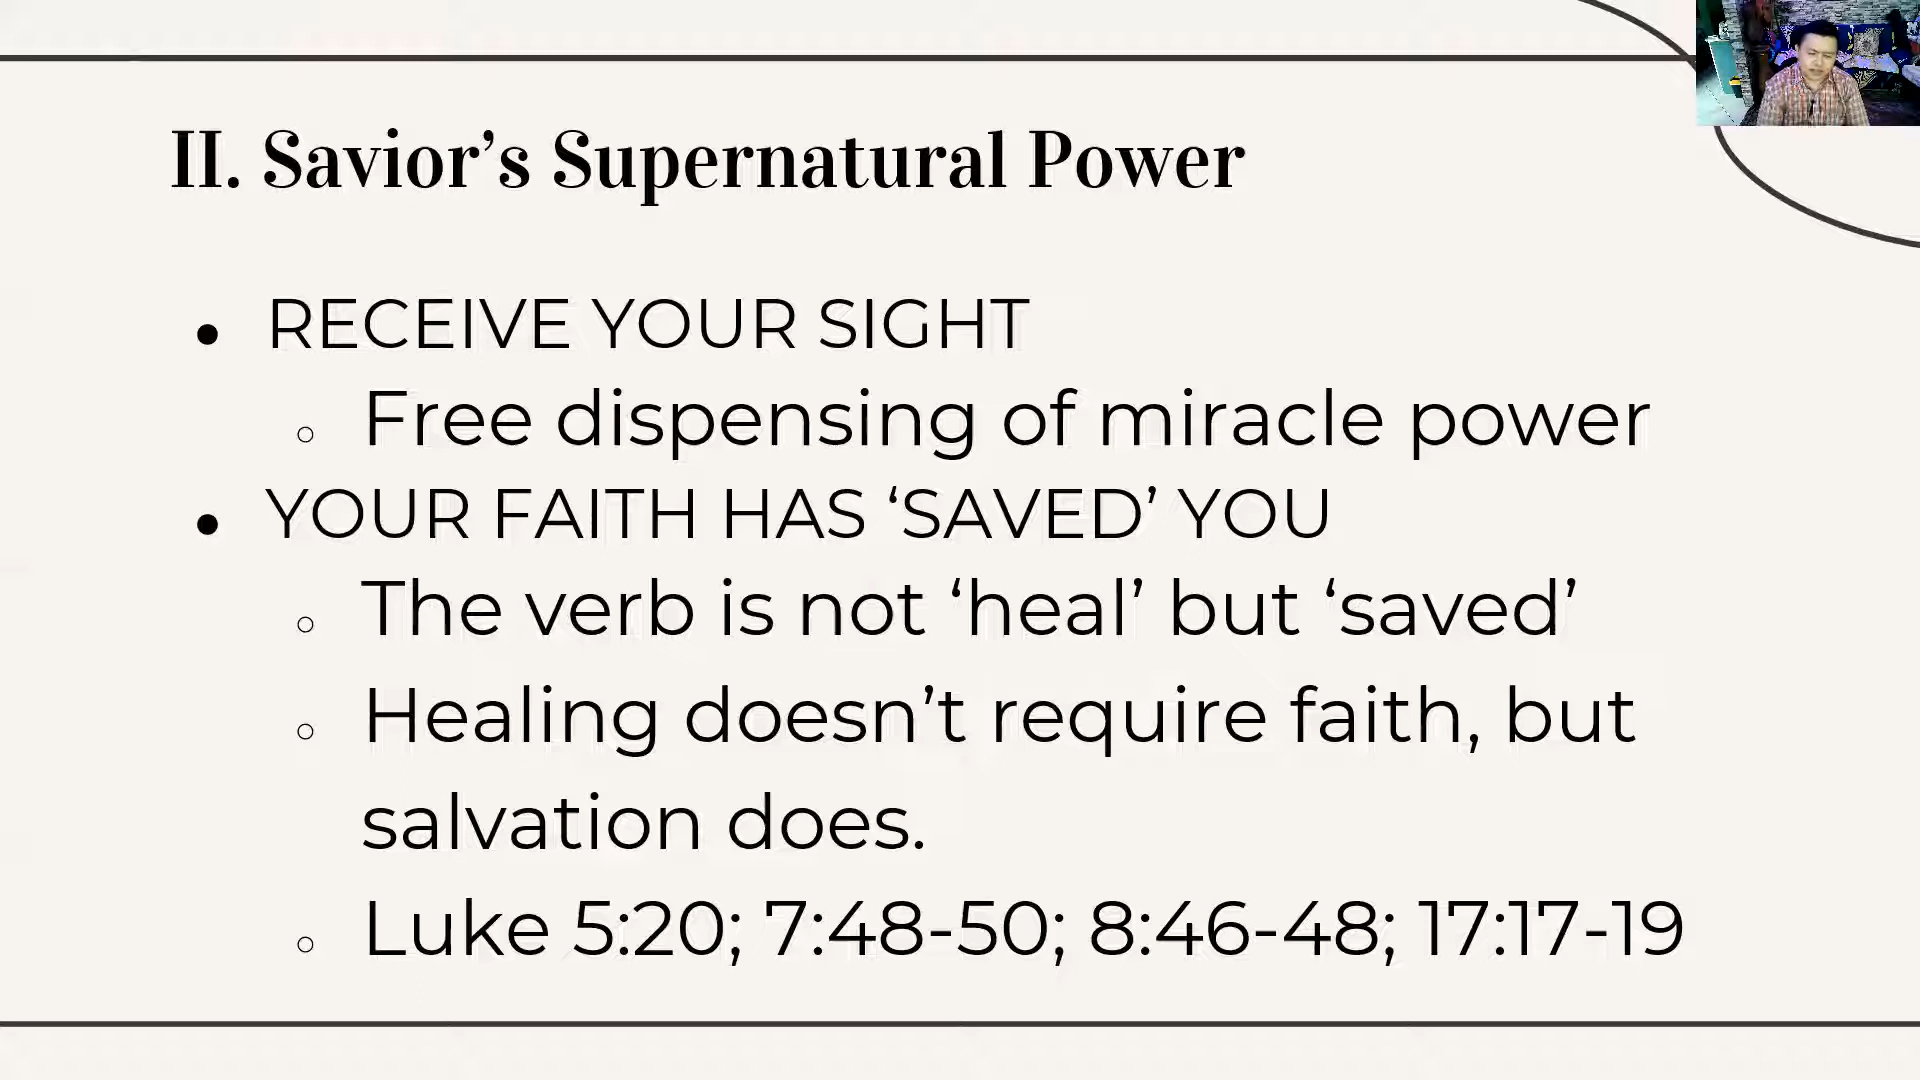 II. Savior’s Supernatural Power
● RECEIVE YOUR SIGHT
○ Free dispensing of miracle power
● YOUR FAITH HAS ‘SAVED’ YOU
○ The verb is not ‘heal’ but ‘saved’
○ Healing doesn’t require faith, but
salvation does.
○ Luke 5:20; 7:48-50; 8:46-48; 17:17-19